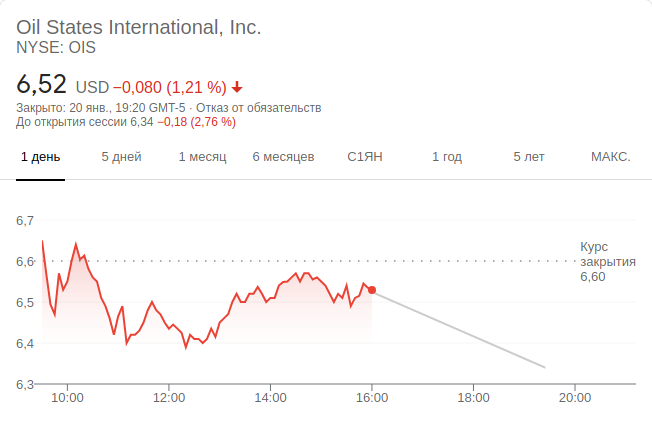 Oil States International, Inc.
NYSE: OIS
6,52 USD −0,080 (1,21 %)
Закрыто: 20 янв., 19:20 GMT-5 · Отказ от обязательств
До открытия сессии 6,34 −0,18 (2,76 %)
1 день 5 дней 1 месяц 6 месяцев С1ЯН 1 год 5 лет МАКС.
6,7
Курс
6,6 закрытия
6,60
6,5
6,4
6,3
10:00 12:00 14:00 16:00 18:00 20:00